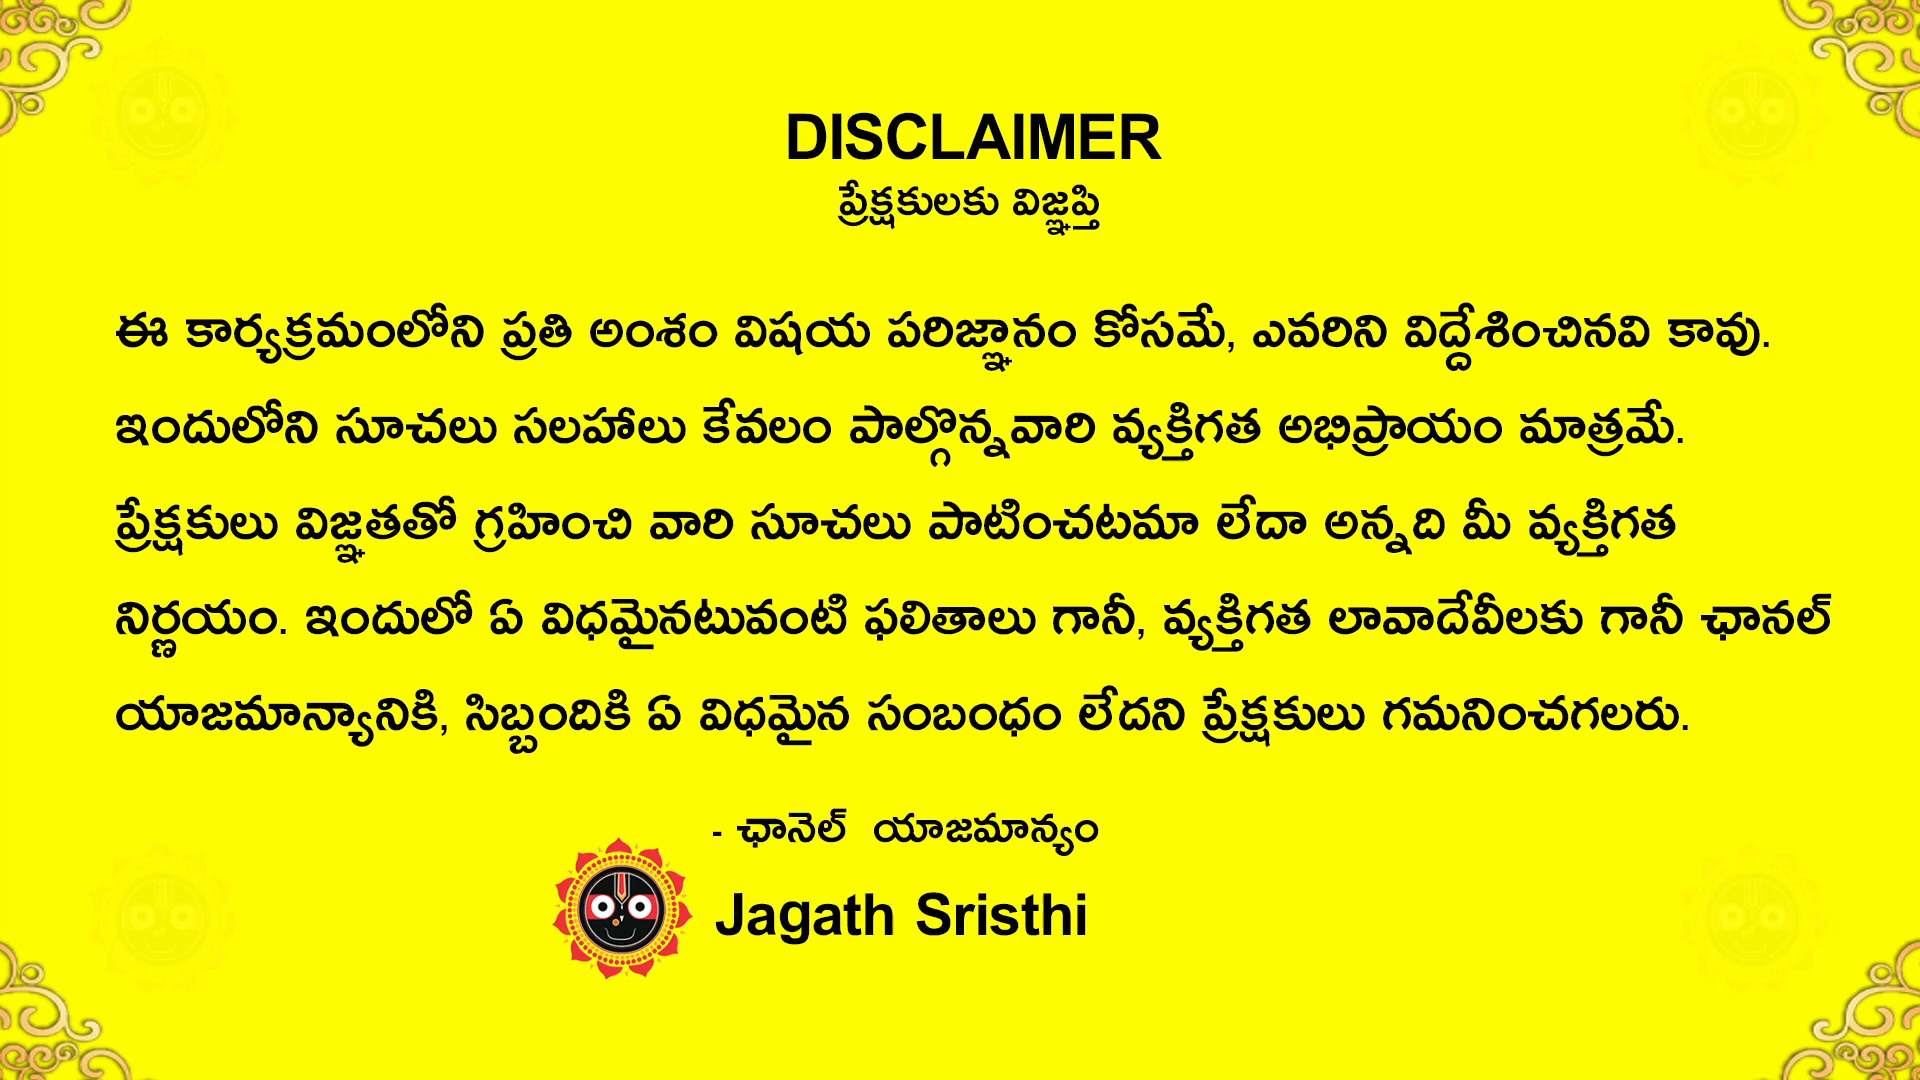 DISCLAIMER
ప్రేక్షకులకు విజ్ఞప్తి
ఈ కార్యక్రమంలోని ప్రతి అంశం విషయ పరిజ్ఞానం కోసమే, ఎవరిని విద్దేశించినవి కావు.
ఇందులోని సూచలు సలహాలు కేవలం పాల్గొన్నవారి వ్యక్తిగత అభిప్రాయం మాత్రమే.
ప్రేక్షకులు విజ్ఞతతో గ్రహించి వారి సూచలు పాటించటమా లేదా అన్నది మీ వ్యక్తిగత
నిర్ణయం. ఇందులో ఏ విధమైనటువంటి ఫలితాలు గానీ, వ్యక్తిగత లావాదేవీలకు గానీ ఛానల్
యాజమాన్యానికి, సిబ్బందికి ఏ విధమైన సంబంధం లేదని ప్రేక్షకులు గమనించగలరు.
- ఛానెల్ యాజమాన్యం
Jagath Sristhi